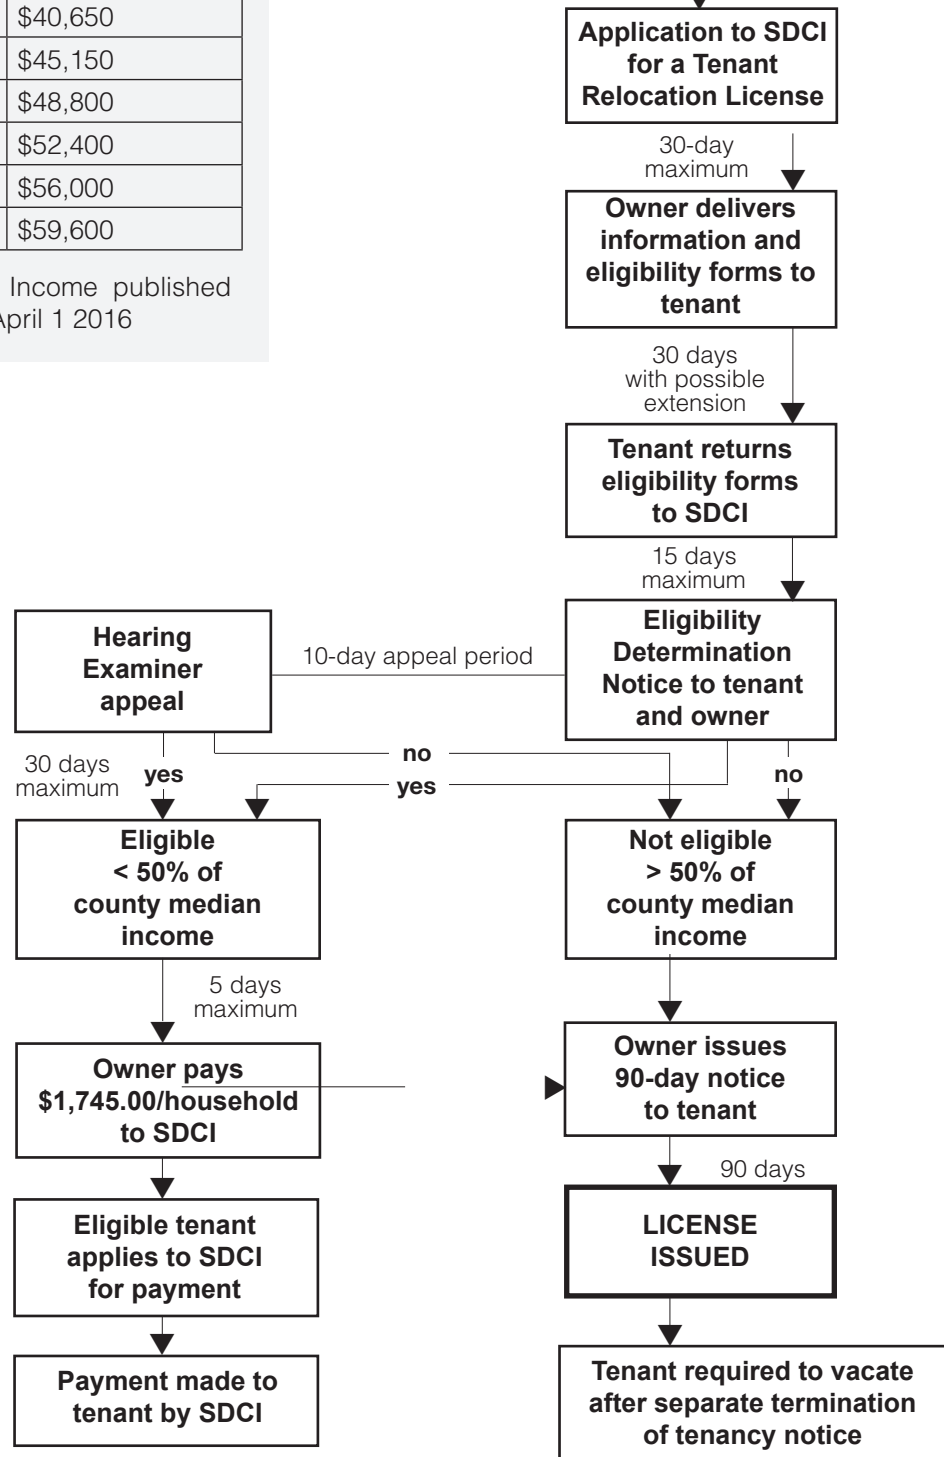 $40,650
$45,150
$48,800
$52,400
$56,000
$59,600
Income published
April 1 2016
Application to SDCI
for a Tenant
Relocation License
30-day
maximum
Owner delivers
information and
eligibility forms to
tenant
30 days
with possible
extension
Tenant returns
eligibility forms
to SDCI
15 days
maximum
Eligibility
Determination
Notice to tenant
and owner
10-day appeal period
Hearing
Examiner
appeal
30 days
maximum
yes
no
yes
no
Eligible
< 50% of
county median
income
Not eligible
> 50% of
county median
income
5 days
maximum
Owner pays
$1,745.00/household
to SDCI
Owner issues
90-day notice
to tenant
90 days
Eligible tenant
applies to SDCI
for payment
LICENSE
ISSUED
Payment made to
tenant by SDCI
Tenant required to vacate
after separate termination
of tenancy notice